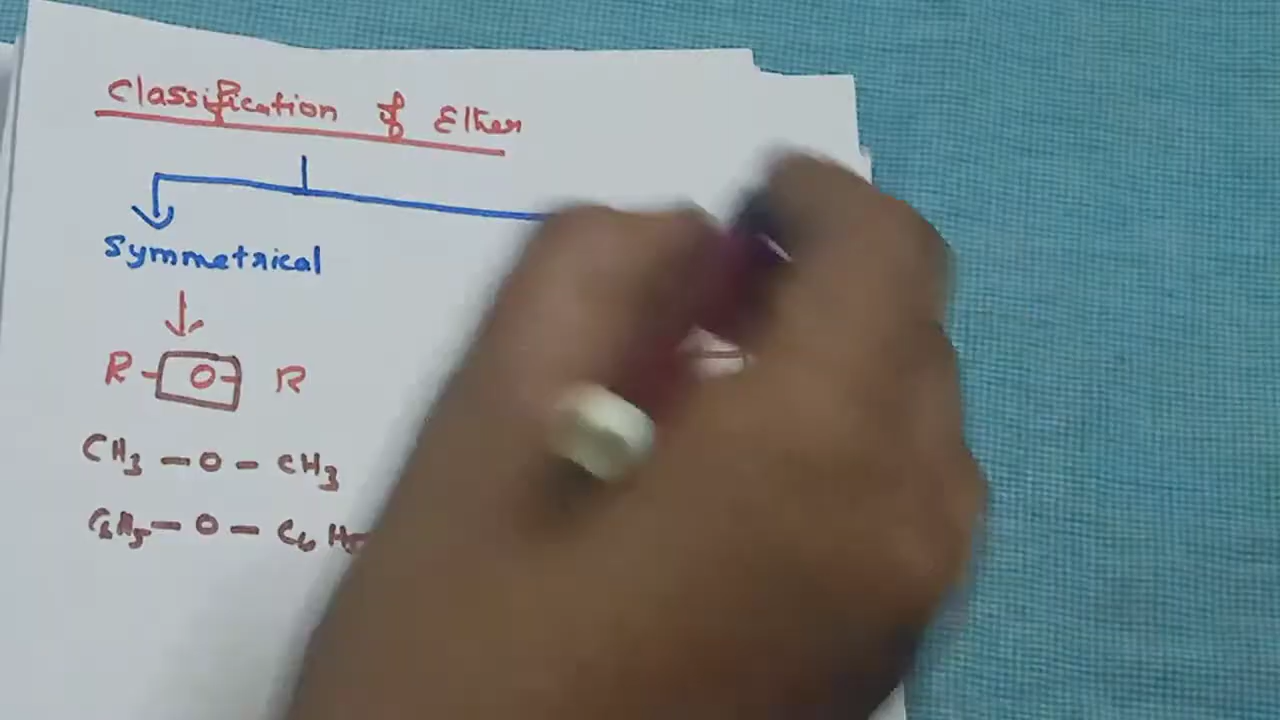 Classification of Ether
Symmetrical
R - O - R
CH3 - O - CH3
C6H5 - O - C6H5